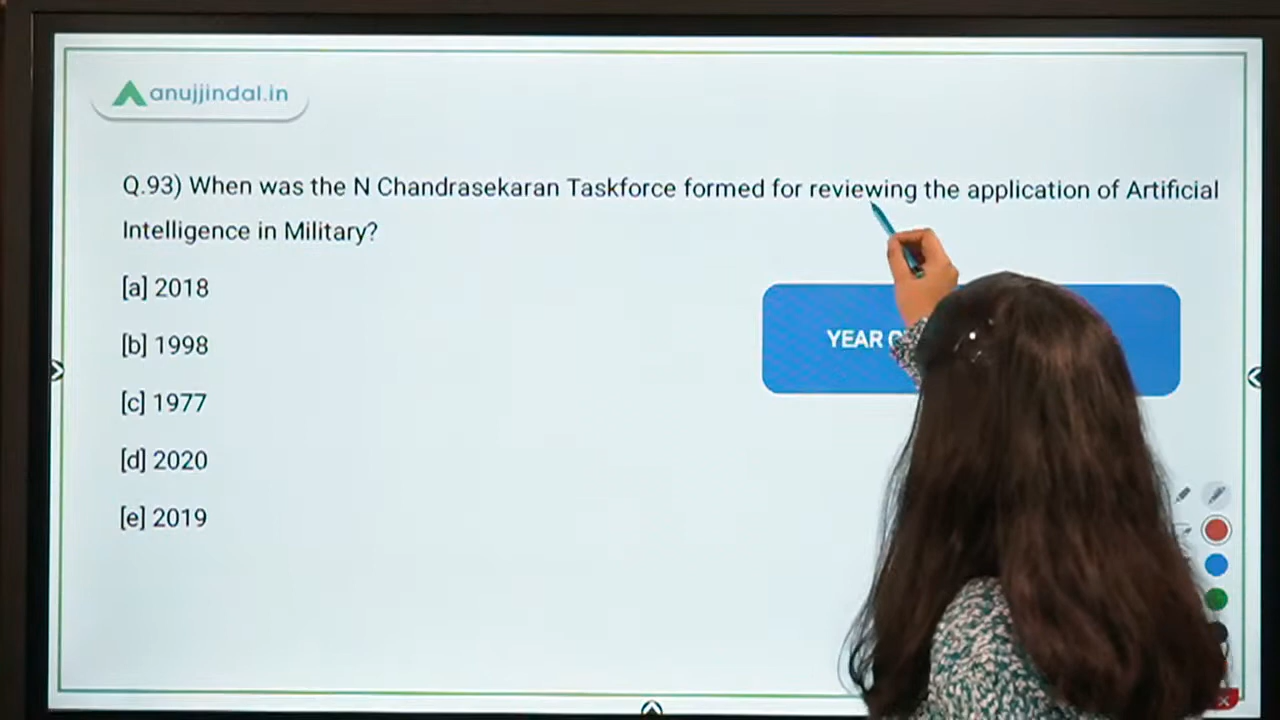 anujjindal.in
Q.93) When was the N Chandrasekaran Taskforce formed for reviewing the application of Artificial
Intelligence in Military?
[a] 2018
[b] 1998
YEAR
[c] 1977
[d] 2020
[e] 2019